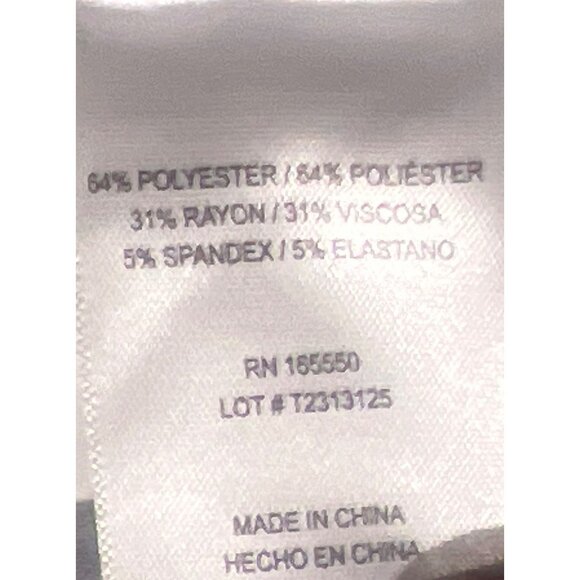 64% POLYESTER / 64% POLIÉSTER
31% RAYON / 31% VISCOSA
5% SPANDEX / 5% ELASTANO
RN 165550
LOT # T2313125
MADE IN CHINA
HECHO EN CHINA